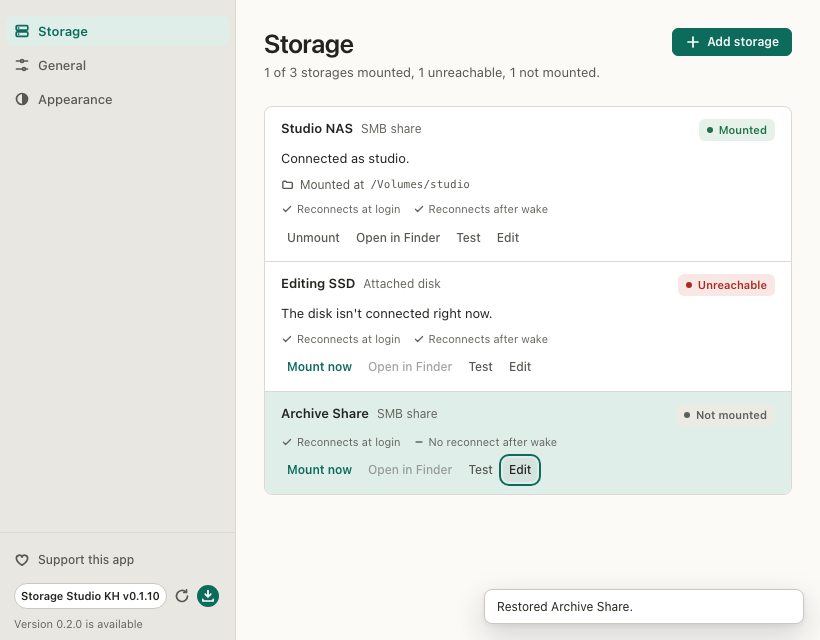 Storage
General
Appearance
Support this app
Storage Studio KH v0.1.10
Version 0.2.0 is available
Storage
Add storage
1 of 3 storages mounted, 1 unreachable, 1 not mounted.
Studio NAS SMB share
Mounted
Connected as studio.
Mounted at /Volumes/studio
Reconnects at login Reconnects after wake
Unmount Open in Finder Test Edit
Editing SSD Attached disk
Unreachable
The disk isn't connected right now.
Reconnects at login Reconnects after wake
Mount now Open in Finder Test Edit
Archive Share SMB share
Not mounted
Reconnects at login No reconnect after wake
Mount now Open in Finder Test Edit
Restored Archive Share.